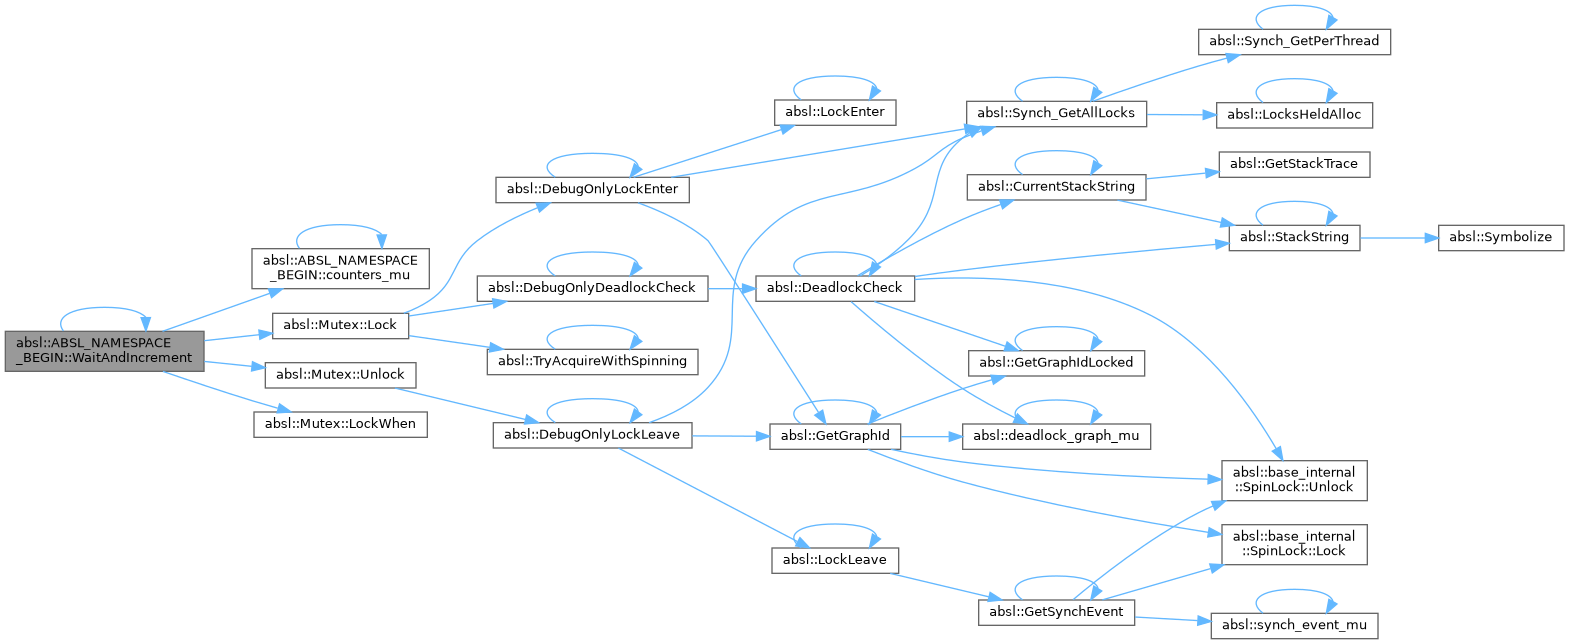 absl::ABSL_NAMESPACE
_BEGIN::WaitAndIncrement
absl::ABSL_NAMESPACE
_BEGIN::counters_mu
absl::Mutex::Lock
absl::Mutex::Unlock
absl::Mutex::LockWhen
absl::DebugOnlyLockEnter
absl::DebugOnlyDeadlockCheck
absl::TryAcquireWithSpinning
absl::DebugOnlyLockLeave
absl::LockEnter
absl::DeadlockCheck
absl::GetGraphId
absl::LockLeave
absl::Synch_GetAllLocks
absl::CurrentStackString
absl::GetGraphIdLocked
absl::deadlock_graph_mu
absl::GetSynchEvent
absl::Synch_GetPerThread
absl::LocksHeldAlloc
absl::GetStackTrace
absl::StackString
absl::base_internal
::SpinLock::Unlock
absl::base_internal
::SpinLock::Lock
absl::synch_event_mu
absl::Symbolize